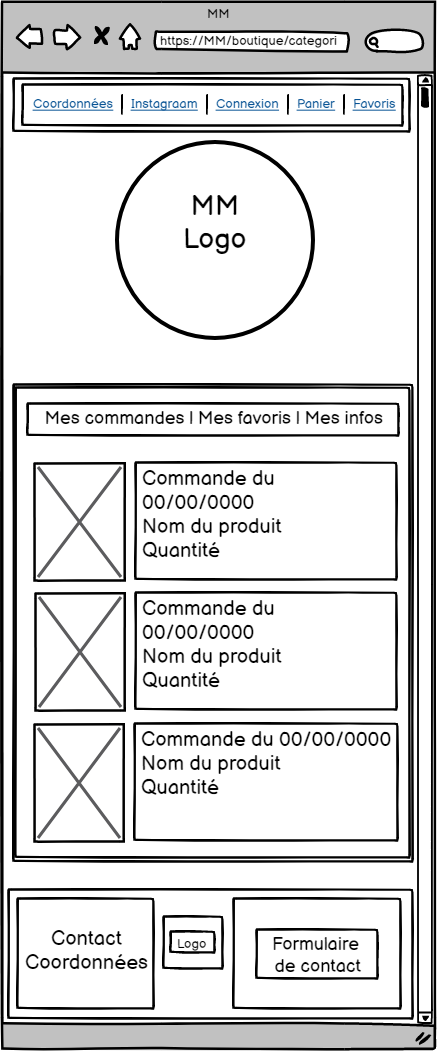 MM
https://MM/boutique/categori
Coordonnées | Instagraam | Connexion | Panier | Favoris
MM
Logo
Mes commandes | Mes favoris | Mes infos
Commande du
00/00/0000
Nom du produit
Quantité
Commande du
00/00/0000
Nom du produit
Quantité
Commande du 00/00/0000
Nom du produit
Quantité
Contact
Coordonnées
Logo
Formulaire
de contact